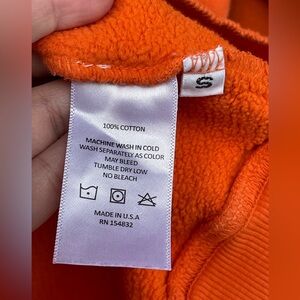 S
100% COTTON
MACHINE WASH IN COLD
WASH SEPARATELY AS COLOR
MAY BLEED
TUMBLE DRY LOW
NO BLEACH
MADE IN U.S.A
RN 154832